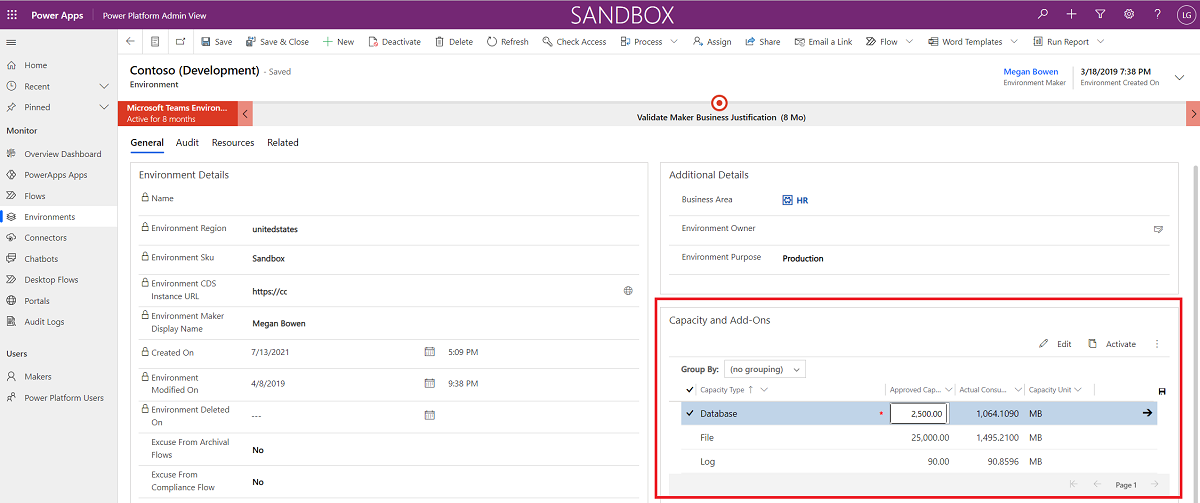 Power Apps Power Platform Admin View SANDBOX LG
Save Save & Close New Deactivate Delete Refresh Check Access Process Assign Share Email a Link Flow Word Templates Run Report
Home
Recent
Pinned
Monitor
Overview Dashboard
PowerApps Apps
Flows
Environments
Connectors
Chatbots
Desktop Flows
Portals
Audit Logs
Users
Makers
Power Platform Users
Contoso (Development) - Saved
Environment
Megan Bowen
Environment Maker
3/18/2019 7:38 PM
Environment Created On
Microsoft Teams Environ...
Active for 8 months
Validate Maker Business Justification (8 Mo)
General Audit Resources Related
Environment Details
Name
Environment Region unitedstates
Environment Sku Sandbox
Environment CDS
Instance URL
https://cc
Environment Maker
Display Name
Megan Bowen
Created On 7/13/2021 5:09 PM
Environment
Modified On
4/8/2019 9:38 PM
Environment Deleted
On
---
Excuse From Archival
Flows
No
Excuse From
Compliance Flow
No
Additional Details
Business Area HR
Environment Owner
Environment Purpose Production
Capacity and Add-Ons
Edit Activate
Group By: (no grouping)
Capacity Type ↑ Approved Cap... Actual Consu... Capacity Unit
Database * 2,500.00 1,064.1090 MB
File 25,000.00 1,495.2100 MB
Log 90.00 90.8596 MB
Page 1